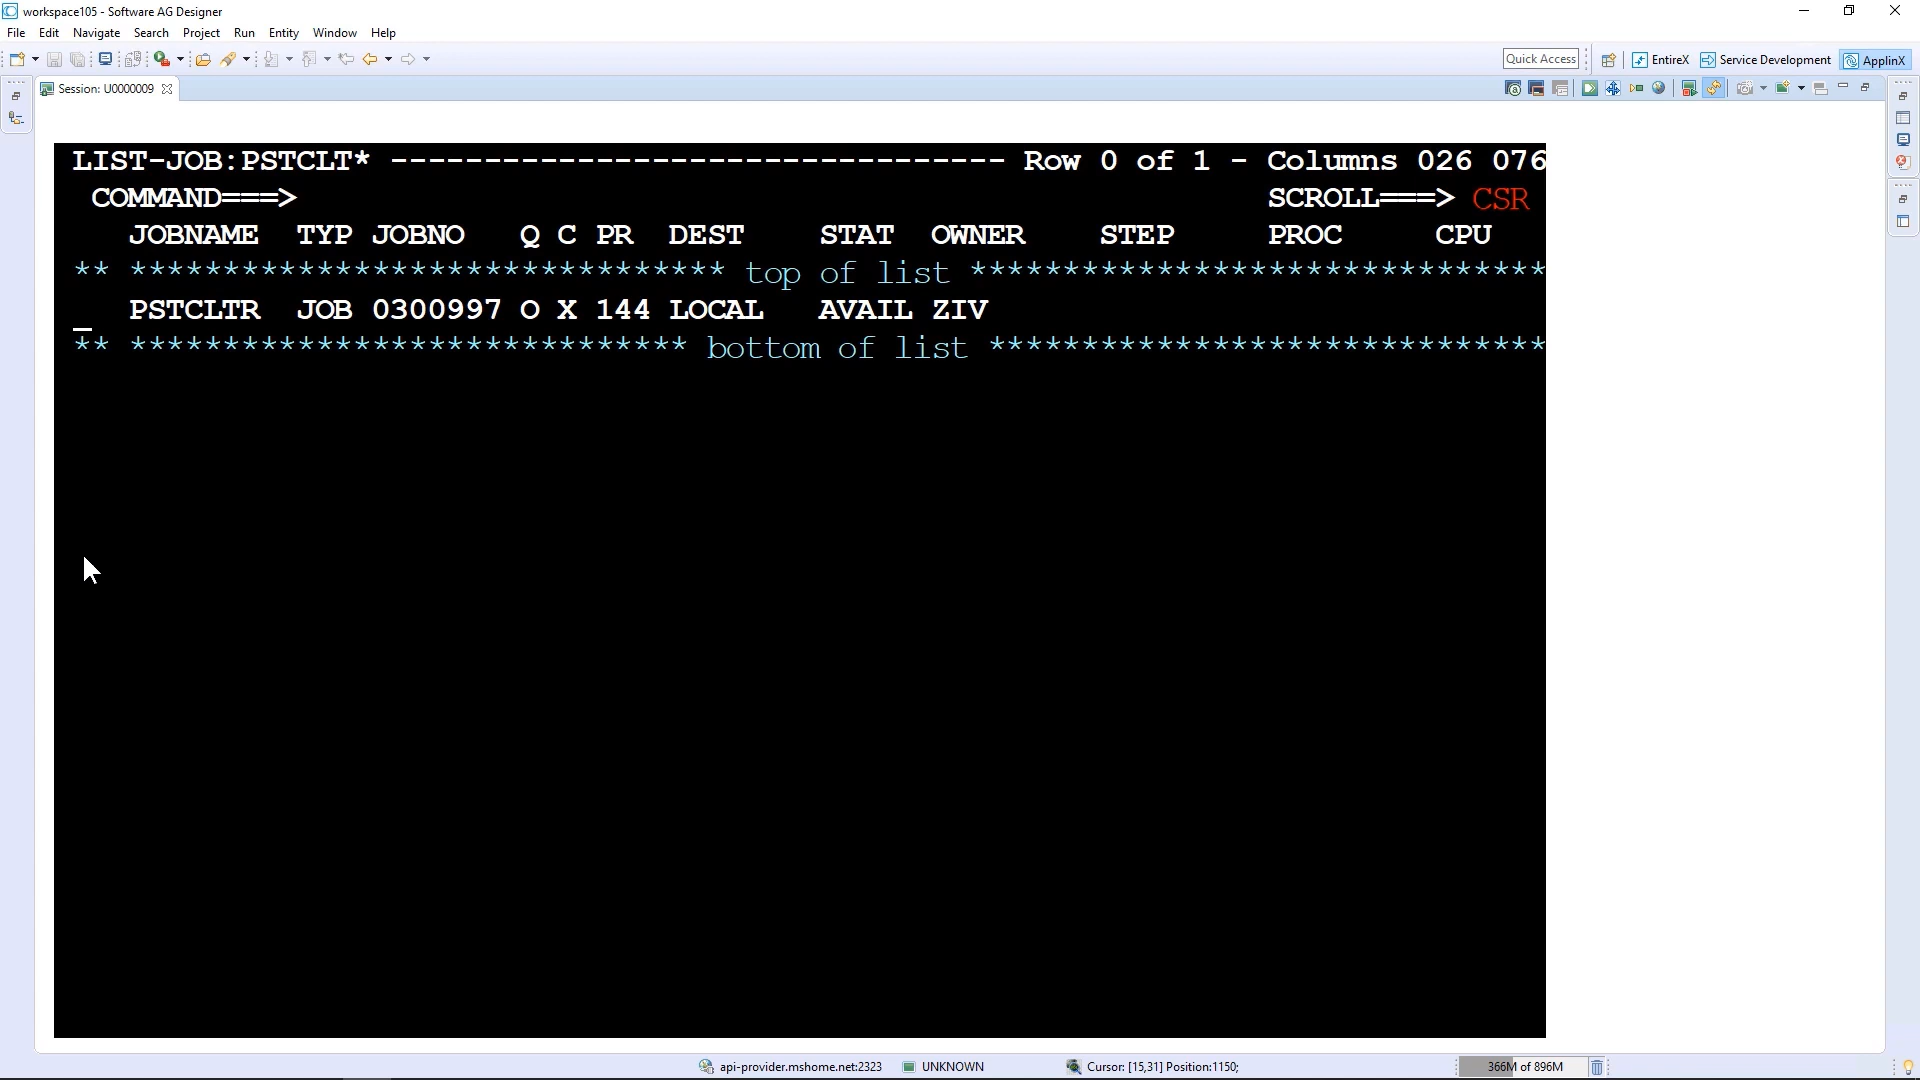 workspace105 - Software AG Designer
File Edit Navigate Search Project Run Entity Window Help
Quick Access EntireX Service Development ApplinX
Session: U0000009
LIST-JOB:PSTCLT* --------------------------------- Row 0 of 1 - Columns 026 076
COMMAND===> SCROLL===> CSR
JOBNAME TYP JOBNO Q C PR DEST STAT OWNER STEP PROC CPU
** ******************************** top of list *******************************
PSTCLTR JOB 0300997 O X 144 LOCAL AVAIL ZIV
** ****************************** bottom of list ******************************
api-provider.mshome.net:2323 UNKNOWN Cursor: [15,31] Position:1150; 366M of 896M